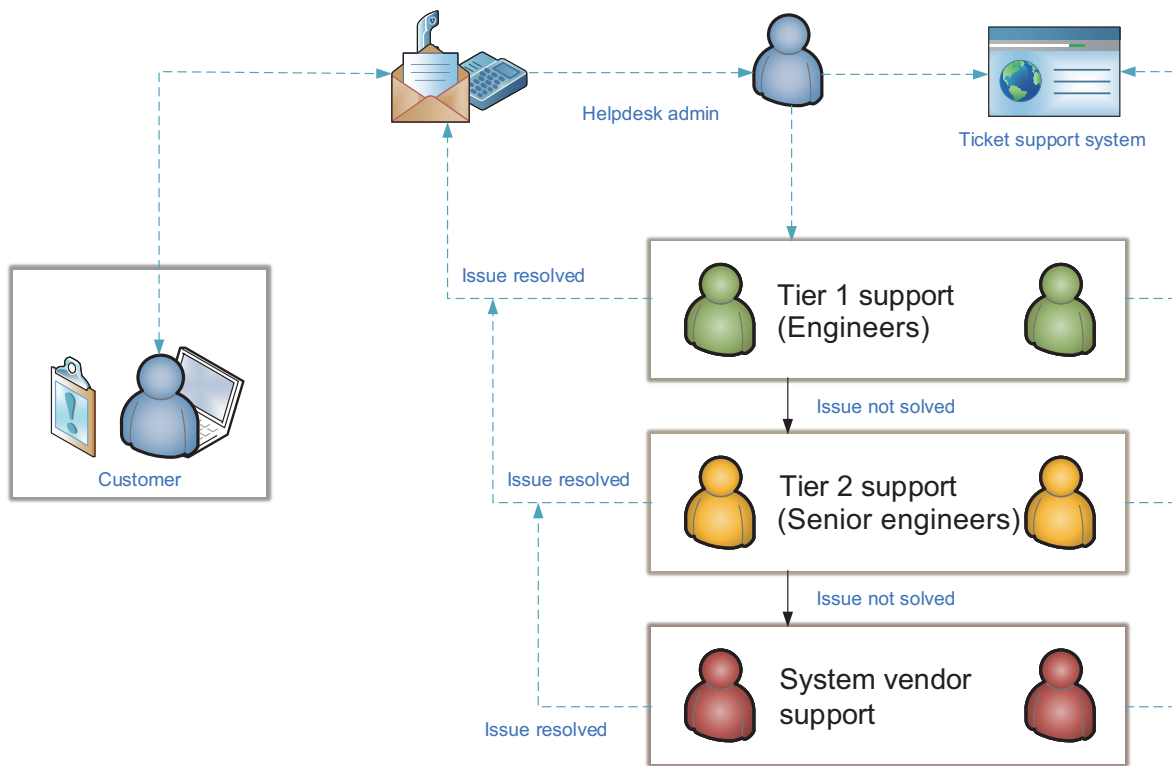 Helpdesk admin
Ticket support system
Issue resolved
Tier 1 support
(Engineers)
Issue not solved
Customer
Issue resolved
Tier 2 support
(Senior engineers)
Issue not solved
System vendor
support
Issue resolved